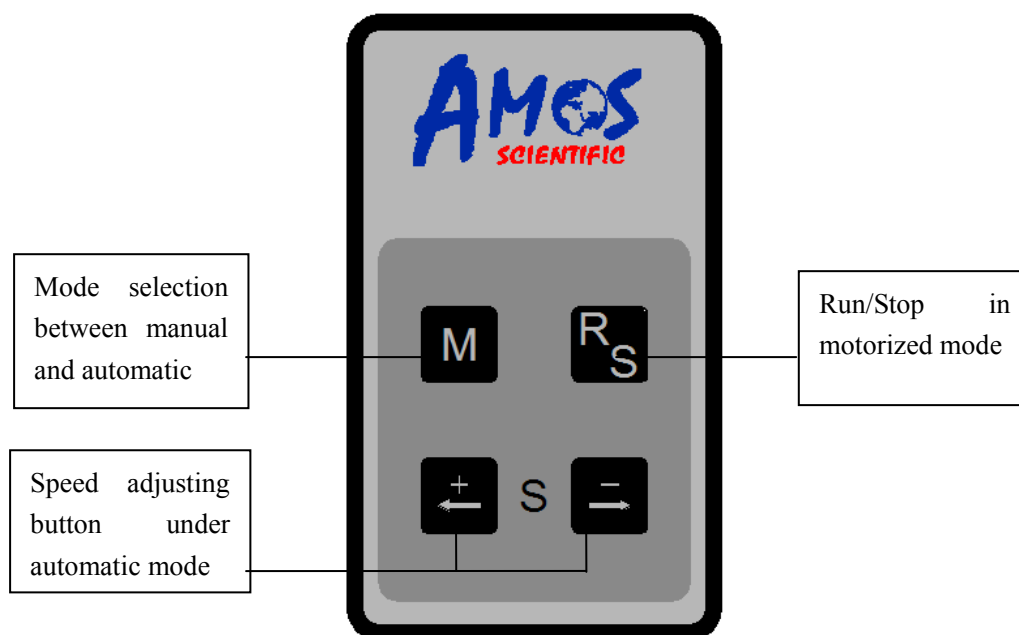 AMOS
SCIENTIFIC
Mode selection
between manual
and automatic
M
R
S
Run/Stop in
motorized mode
Speed adjusting
button under
automatic mode
+
S
−